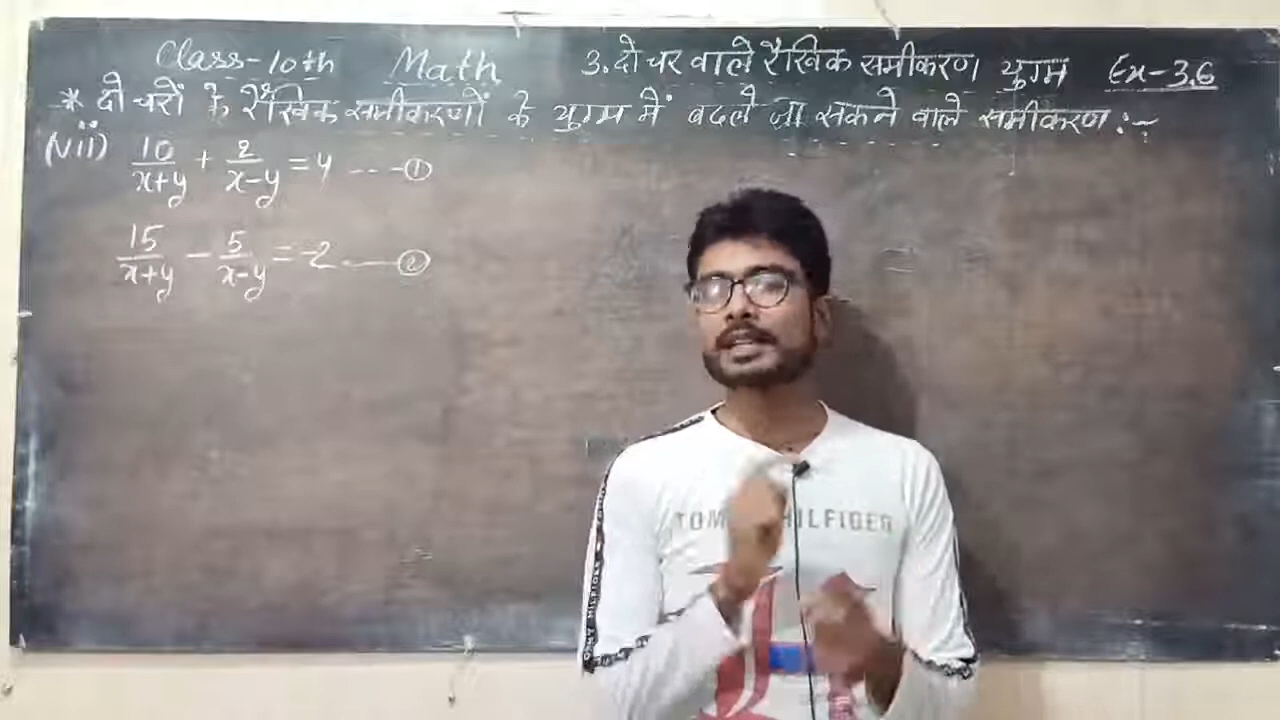 Class-10th Math 3. दो चर वाले रैखिक समीकरण युग्म Ex-3.6
* दो चरों के रैखिक समीकरणों के युग्म में बदले जा सकने वाले समीकरण :-
(vii) 10/x+y + 2/x-y = 4 ---①
15/x+y - 5/x-y = -2 —②
TOM HILFIGER